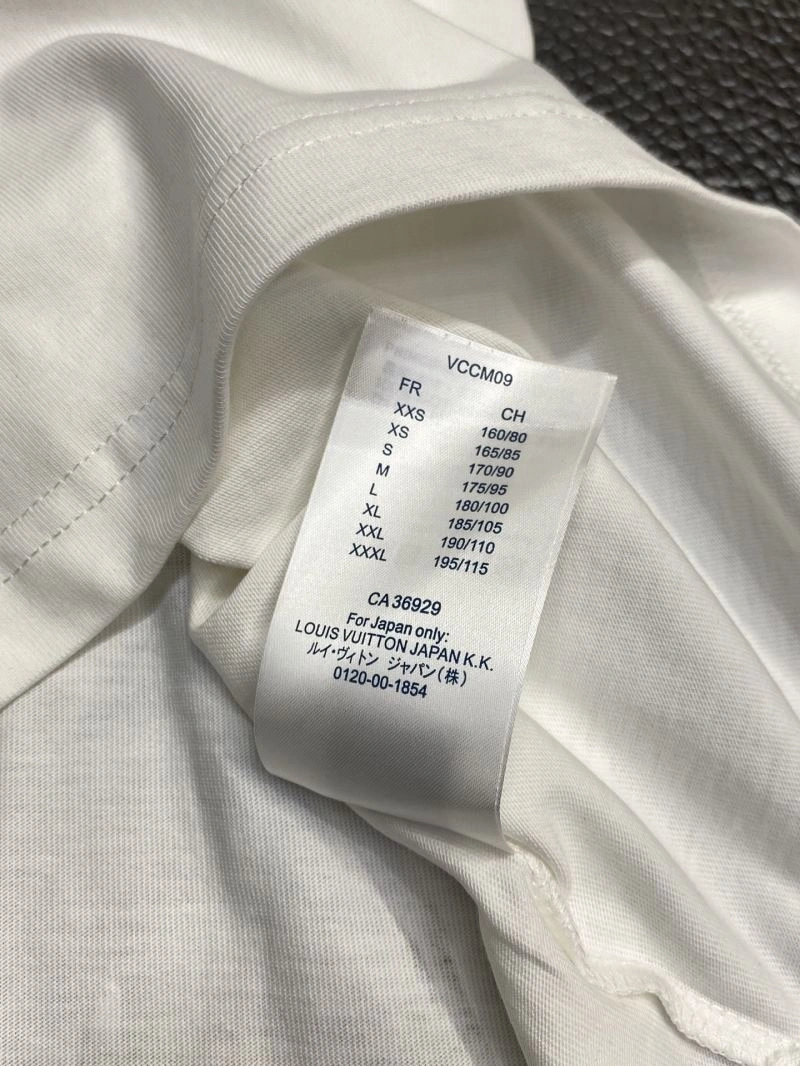 VCCM09
FR CH
XXS 160/80
XS 165/85
S 170/90
M 175/95
L 180/100
XL 185/105
XXL 190/110
XXXL 195/115
CA 36929
For Japan only:
LOUIS VUITTON JAPAN K.K.
ルイ・ヴィトン ジャパン(株)
0120-00-1854